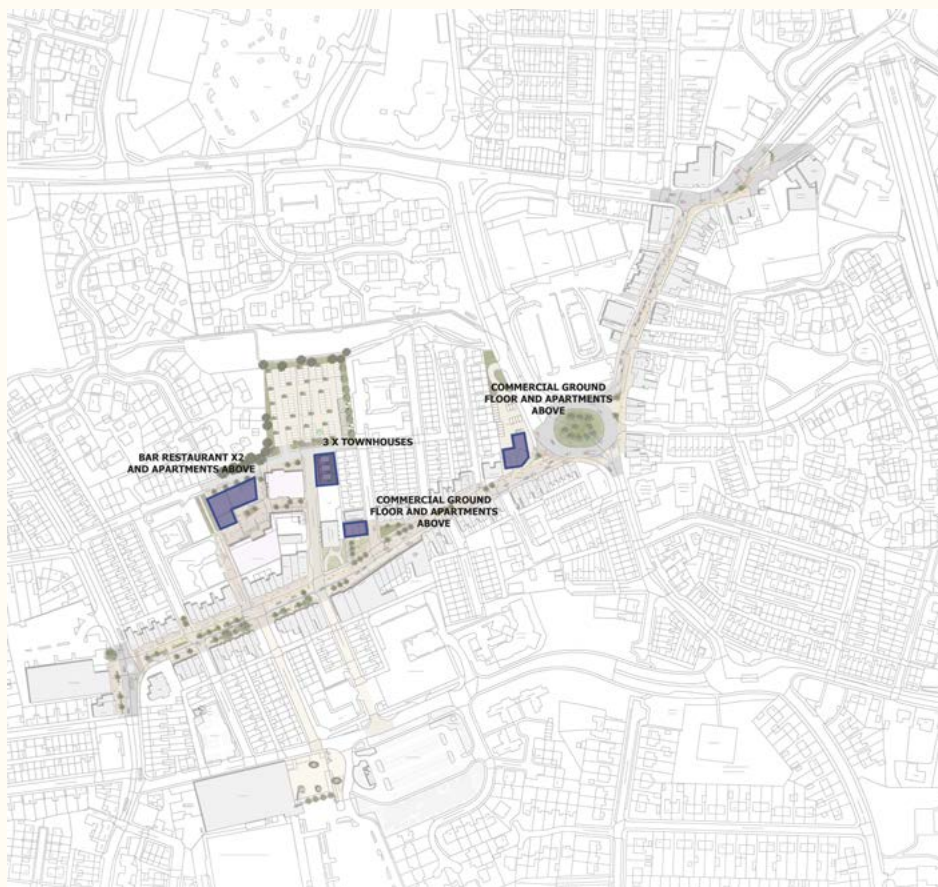 COMMERCIAL GROUND
FLOOR AND APARTMENTS
ABOVE
3 X TOWNHOUSES
BAR RESTAURANT X2
AND APARTMENTS ABOVE
COMMERCIAL GROUND
FLOOR AND APARTMENTS
ABOVE